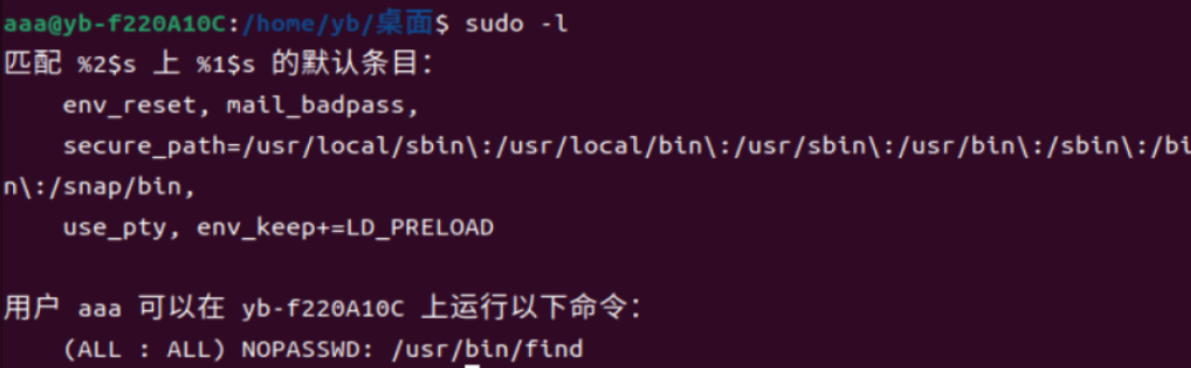 aaa@yb-f220A10C:/home/yb/桌面$ sudo -l
匹配 %2$s 上 %1$s 的默认条目：
env_reset, mail_badpass,
secure_path=/usr/local/sbin\:/usr/local/bin\:/usr/sbin\:/usr/bin\:/sbin\:/bi
n\:/snap/bin,
use_pty, env_keep+=LD_PRELOAD
用户 aaa 可以在 yb-f220A10C 上运行以下命令：
(ALL : ALL) NOPASSWD: /usr/bin/find